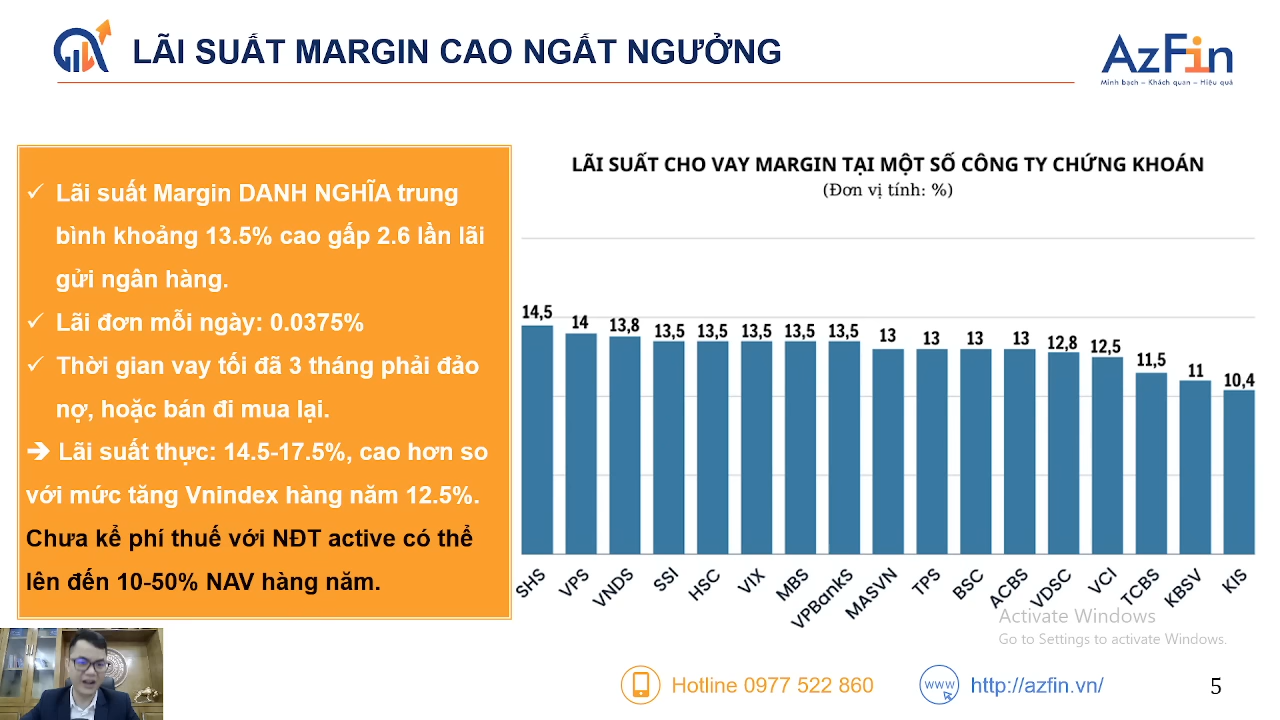 LÃI SUẤT MARGIN CAO NGẤT NGƯỞNG
AzFin
Minh bạch – Khách quan – Hiệu quả
✓ Lãi suất Margin DANH NGHĨA trung
bình khoảng 13.5% cao gấp 2.6 lần lãi
gửi ngân hàng.
✓ Lãi đơn mỗi ngày: 0.0375%
✓ Thời gian vay tối đã 3 tháng phải đảo
nợ, hoặc bán đi mua lại.
➔ Lãi suất thực: 14.5-17.5%, cao hơn so
với mức tăng Vnindex hàng năm 12.5%.
Chưa kể phí thuế với NĐT active có thể
lên đến 10-50% NAV hàng năm.
LÃI SUẤT CHO VAY MARGIN TẠI MỘT SỐ CÔNG TY CHỨNG KHOÁN
(Đơn vị tính: %)
14,5 14 13,8 13,5 13,5 13,5 13,5 13,5 13 13 13 13 12,8 12,5 11,5 11 10,4
SHS VPS VNDS SSI HSC VIX MBS VPBankS MASVN TPS BSC ACBS VDSC VCI TCBS KBSV KIS
Activate Windows
Go to Settings to activate Windows.
Hotline 0977 522 860
www
http://azfin.vn/
5